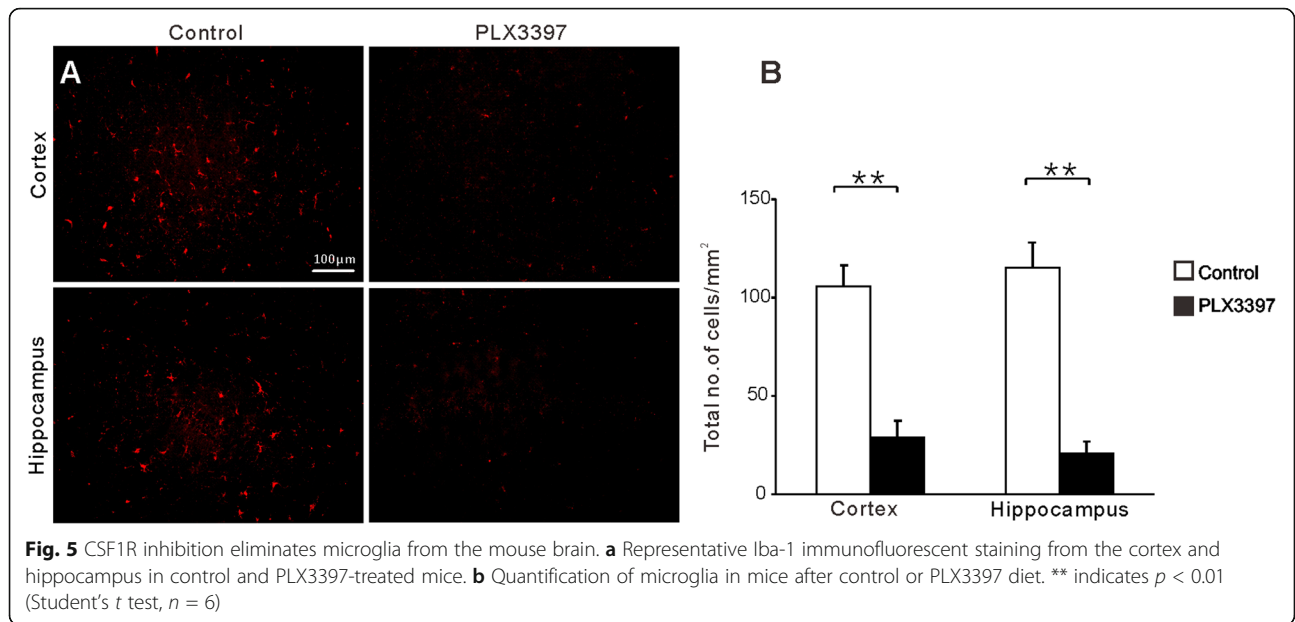 Control PLX3397
A
Cortex
100μm
Hippocampus
B
Total no.of cells/mm²
150
100
50
0
** **
Cortex Hippocampus
Control
PLX3397
Fig. 5 CSF1R inhibition eliminates microglia from the mouse brain. a Representative Iba-1 immunofluorescent staining from the cortex and
hippocampus in control and PLX3397-treated mice. b Quantification of microglia in mice after control or PLX3397 diet. ** indicates p < 0.01
(Student's t test, n = 6)